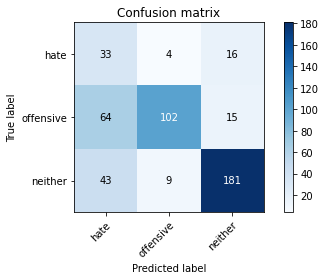 Confusion matrix
hate 33 4 16
offensive 64 102 15
neither 43 9 181
True label
hate offensive neither
Predicted label
180
160
140
120
100
80
60
40
20